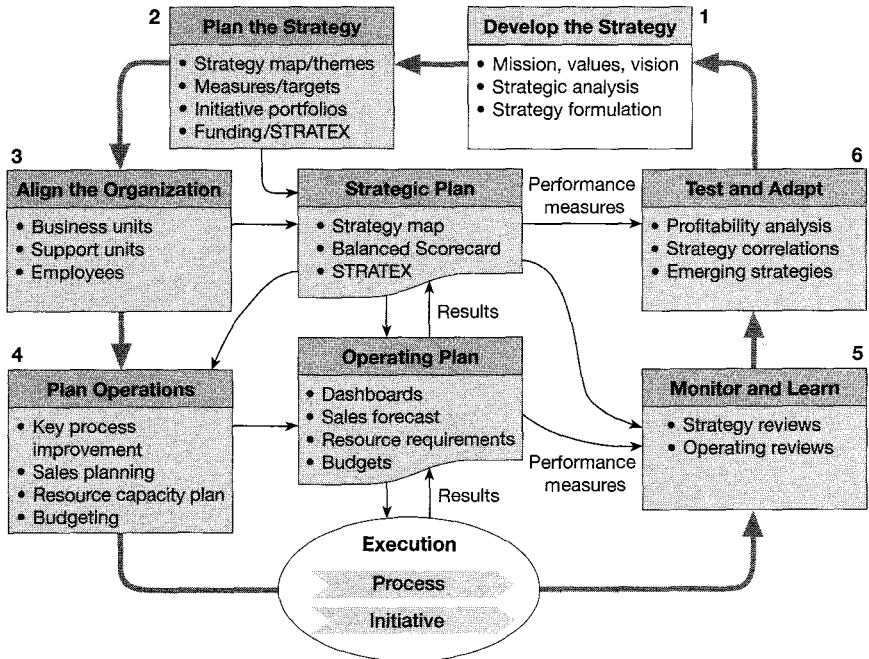 2
Plan the Strategy
• Strategy map/themes
• Measures/targets
• Initiative portfolios
• Funding/STRATEX
Develop the Strategy
1
• Mission, values, vision
• Strategic analysis
• Strategy formulation
3
Align the Organization
• Business units
• Support units
• Employees
Strategic Plan
• Strategy map
• Balanced Scorecard
• STRATEX
Performance
measures
6
Test and Adapt
• Profitability analysis
• Strategy correlations
• Emerging strategies
Results
4
Plan Operations
• Key process
improvement
• Sales planning
• Resource capacity plan
• Budgeting
Operating Plan
• Dashboards
• Sales forecast
• Resource requirements
• Budgets
Performance
measures
5
Monitor and Learn
• Strategy reviews
• Operating reviews
Results
Execution
Process
Initiative